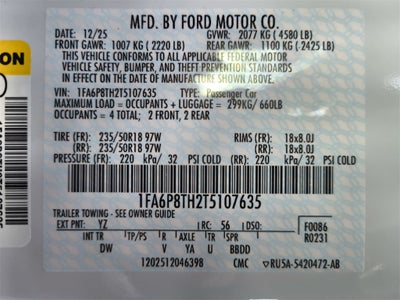 MFD. BY FORD MOTOR CO.
DATE: 12/25 GVWR: 2077 KG ( 4580 LB)
FRONT GAWR: 1007 KG ( 2220 LB) REAR GAWR: 1100 KG ( 2425 LB)
THIS VEHICLE CONFORMS TO ALL APPLICABLE FEDERAL MOTOR
VEHICLE SAFETY, BUMPER, AND THEFT PREVENTION STANDARDS
IN EFFECT ON THE DATE OF MANUFACTURE SHOWN ABOVE.
VIN: 1FA6P8TH2T5107635 TYPE: Passenger Car
MAXIMUM LOAD = OCCUPANTS + LUGGAGE = 299KG/ 660LB
OCCUPANTS = 4 TOTAL; 2 FRONT, 2 REAR
TIRE (FR): 235/50R18 97W RIMS (FR): 18x8.0J
(RR): 235/50R18 97W (RR): 18x8.0J
PRESSURE (FR): 220 kPa/ 32 PSI COLD (RR): 220 kPa/ 32 PSI COLD
1FA6P8TH2T5107635
TRAILER TOWING - SEE OWNER GUIDE
EXT PNT: YZ RC: 56 DSO: F0086
R0231
INT TR TP/PS R AXLE TR SPR
DW V YA U BBDD
1202512046398 CMC RU5A-5420472-AB